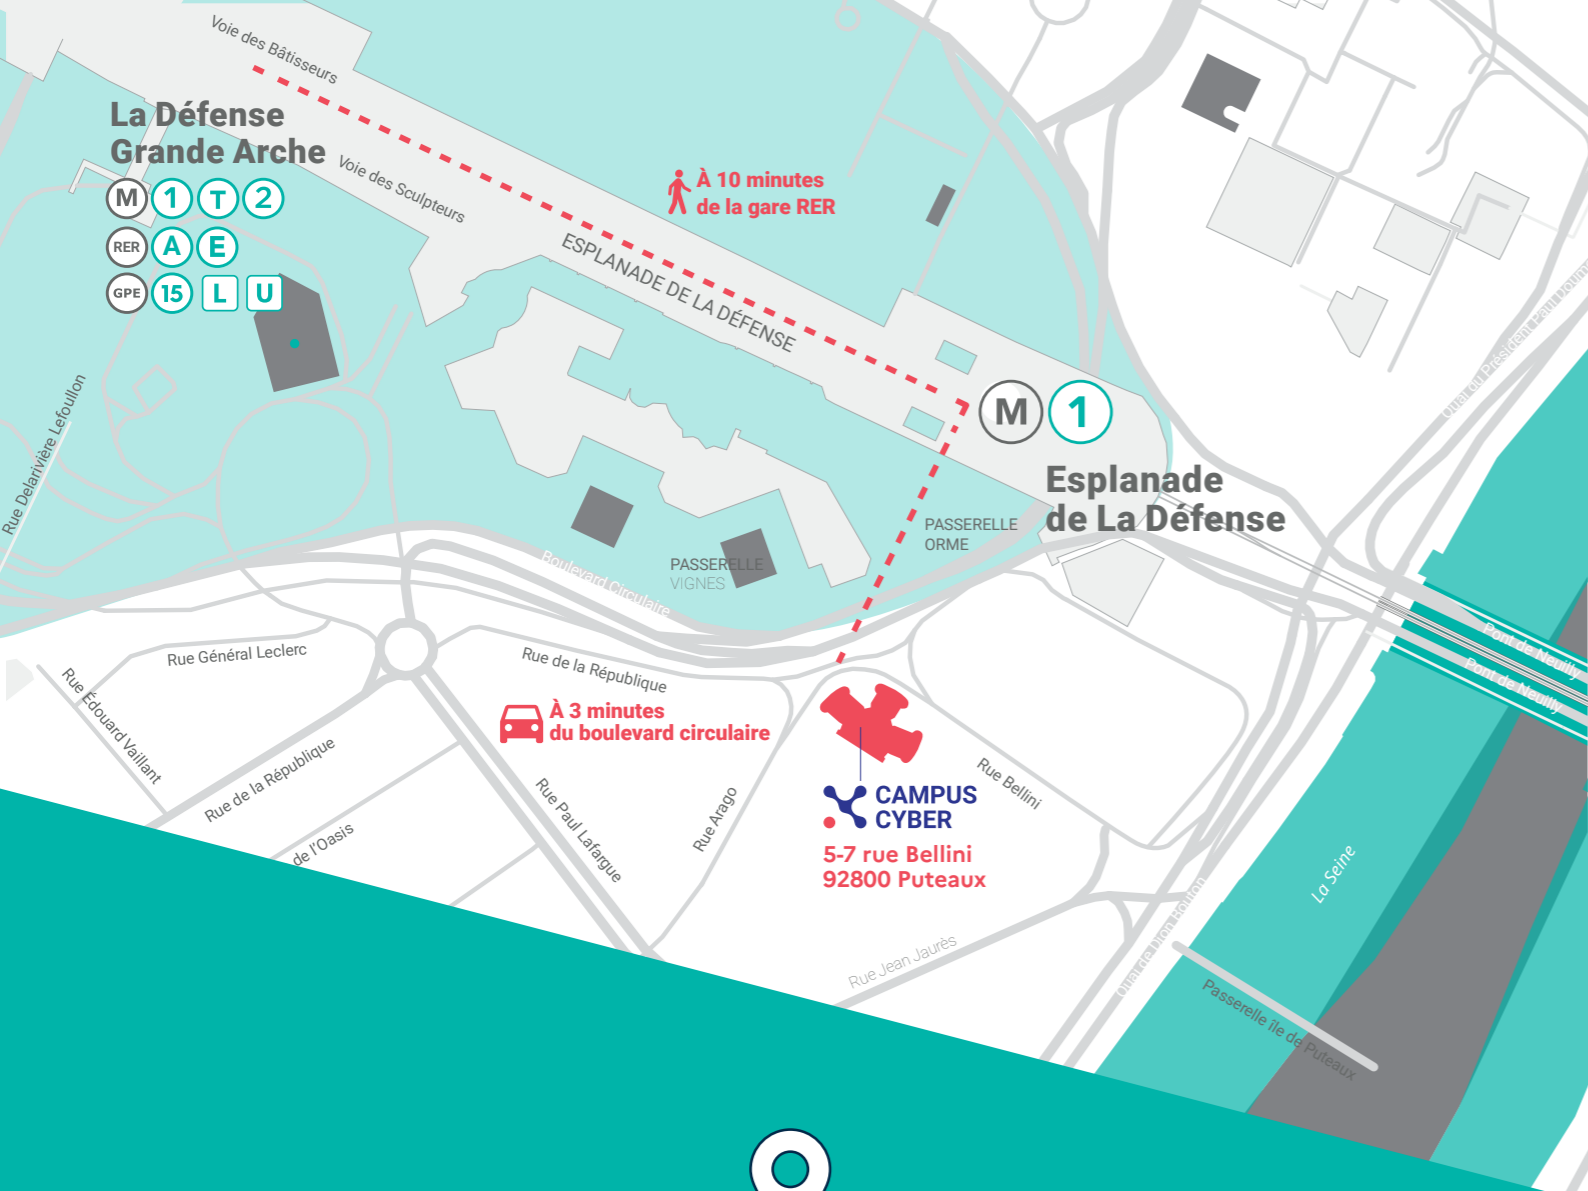 Voie des Bâtisseurs
La Défense
Grande Arche
M 1 T 2
RER A E
GPE 15 L U
Voie des Sculpteurs
À 10 minutes
de la gare RER
ESPLANADE DE LA DÉFENSE
M 1
Esplanade
de La Défense
Quai du Président Paul Doumer
Rue Delarivière Lefoullon
PASSERELLE
ORME
PASSERELLE
VIGNES
Boulevard Circulaire
Pont de Neuilly
Pont de Neuilly
Rue Général Leclerc
Rue de la République
Rue Édouard Vaillant
À 3 minutes
du boulevard circulaire
Rue de la République
Rue Bellini
CAMPUS
CYBER
5-7 rue Bellini
92800 Puteaux
Rue Paul Lafargue
Rue Arago
de l'Oasis
La Seine
Rue Jean Jaurès
Quai de Dion Bouton
Passerelle île de Puteaux